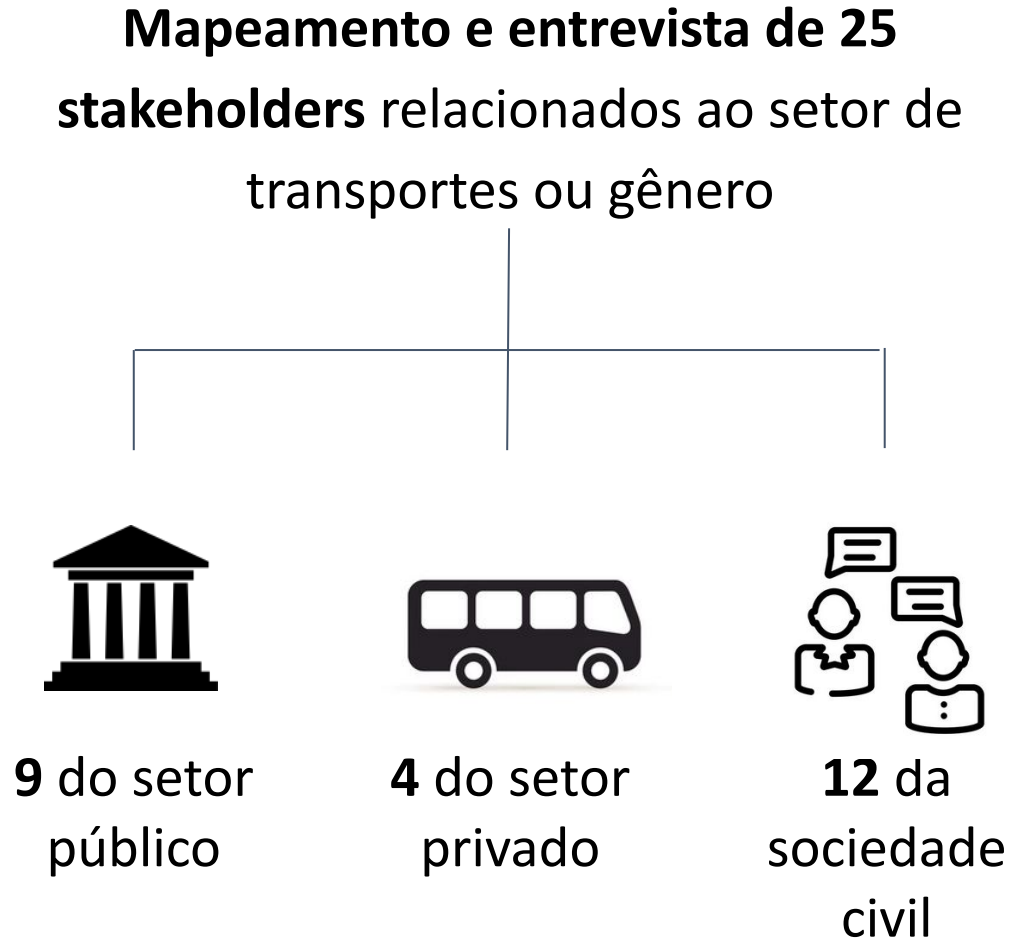 Mapeamento e entrevista de 25
stakeholders relacionados ao setor de
transportes ou gênero
9 do setor
público
4 do setor
privado
12 da
sociedade
civil